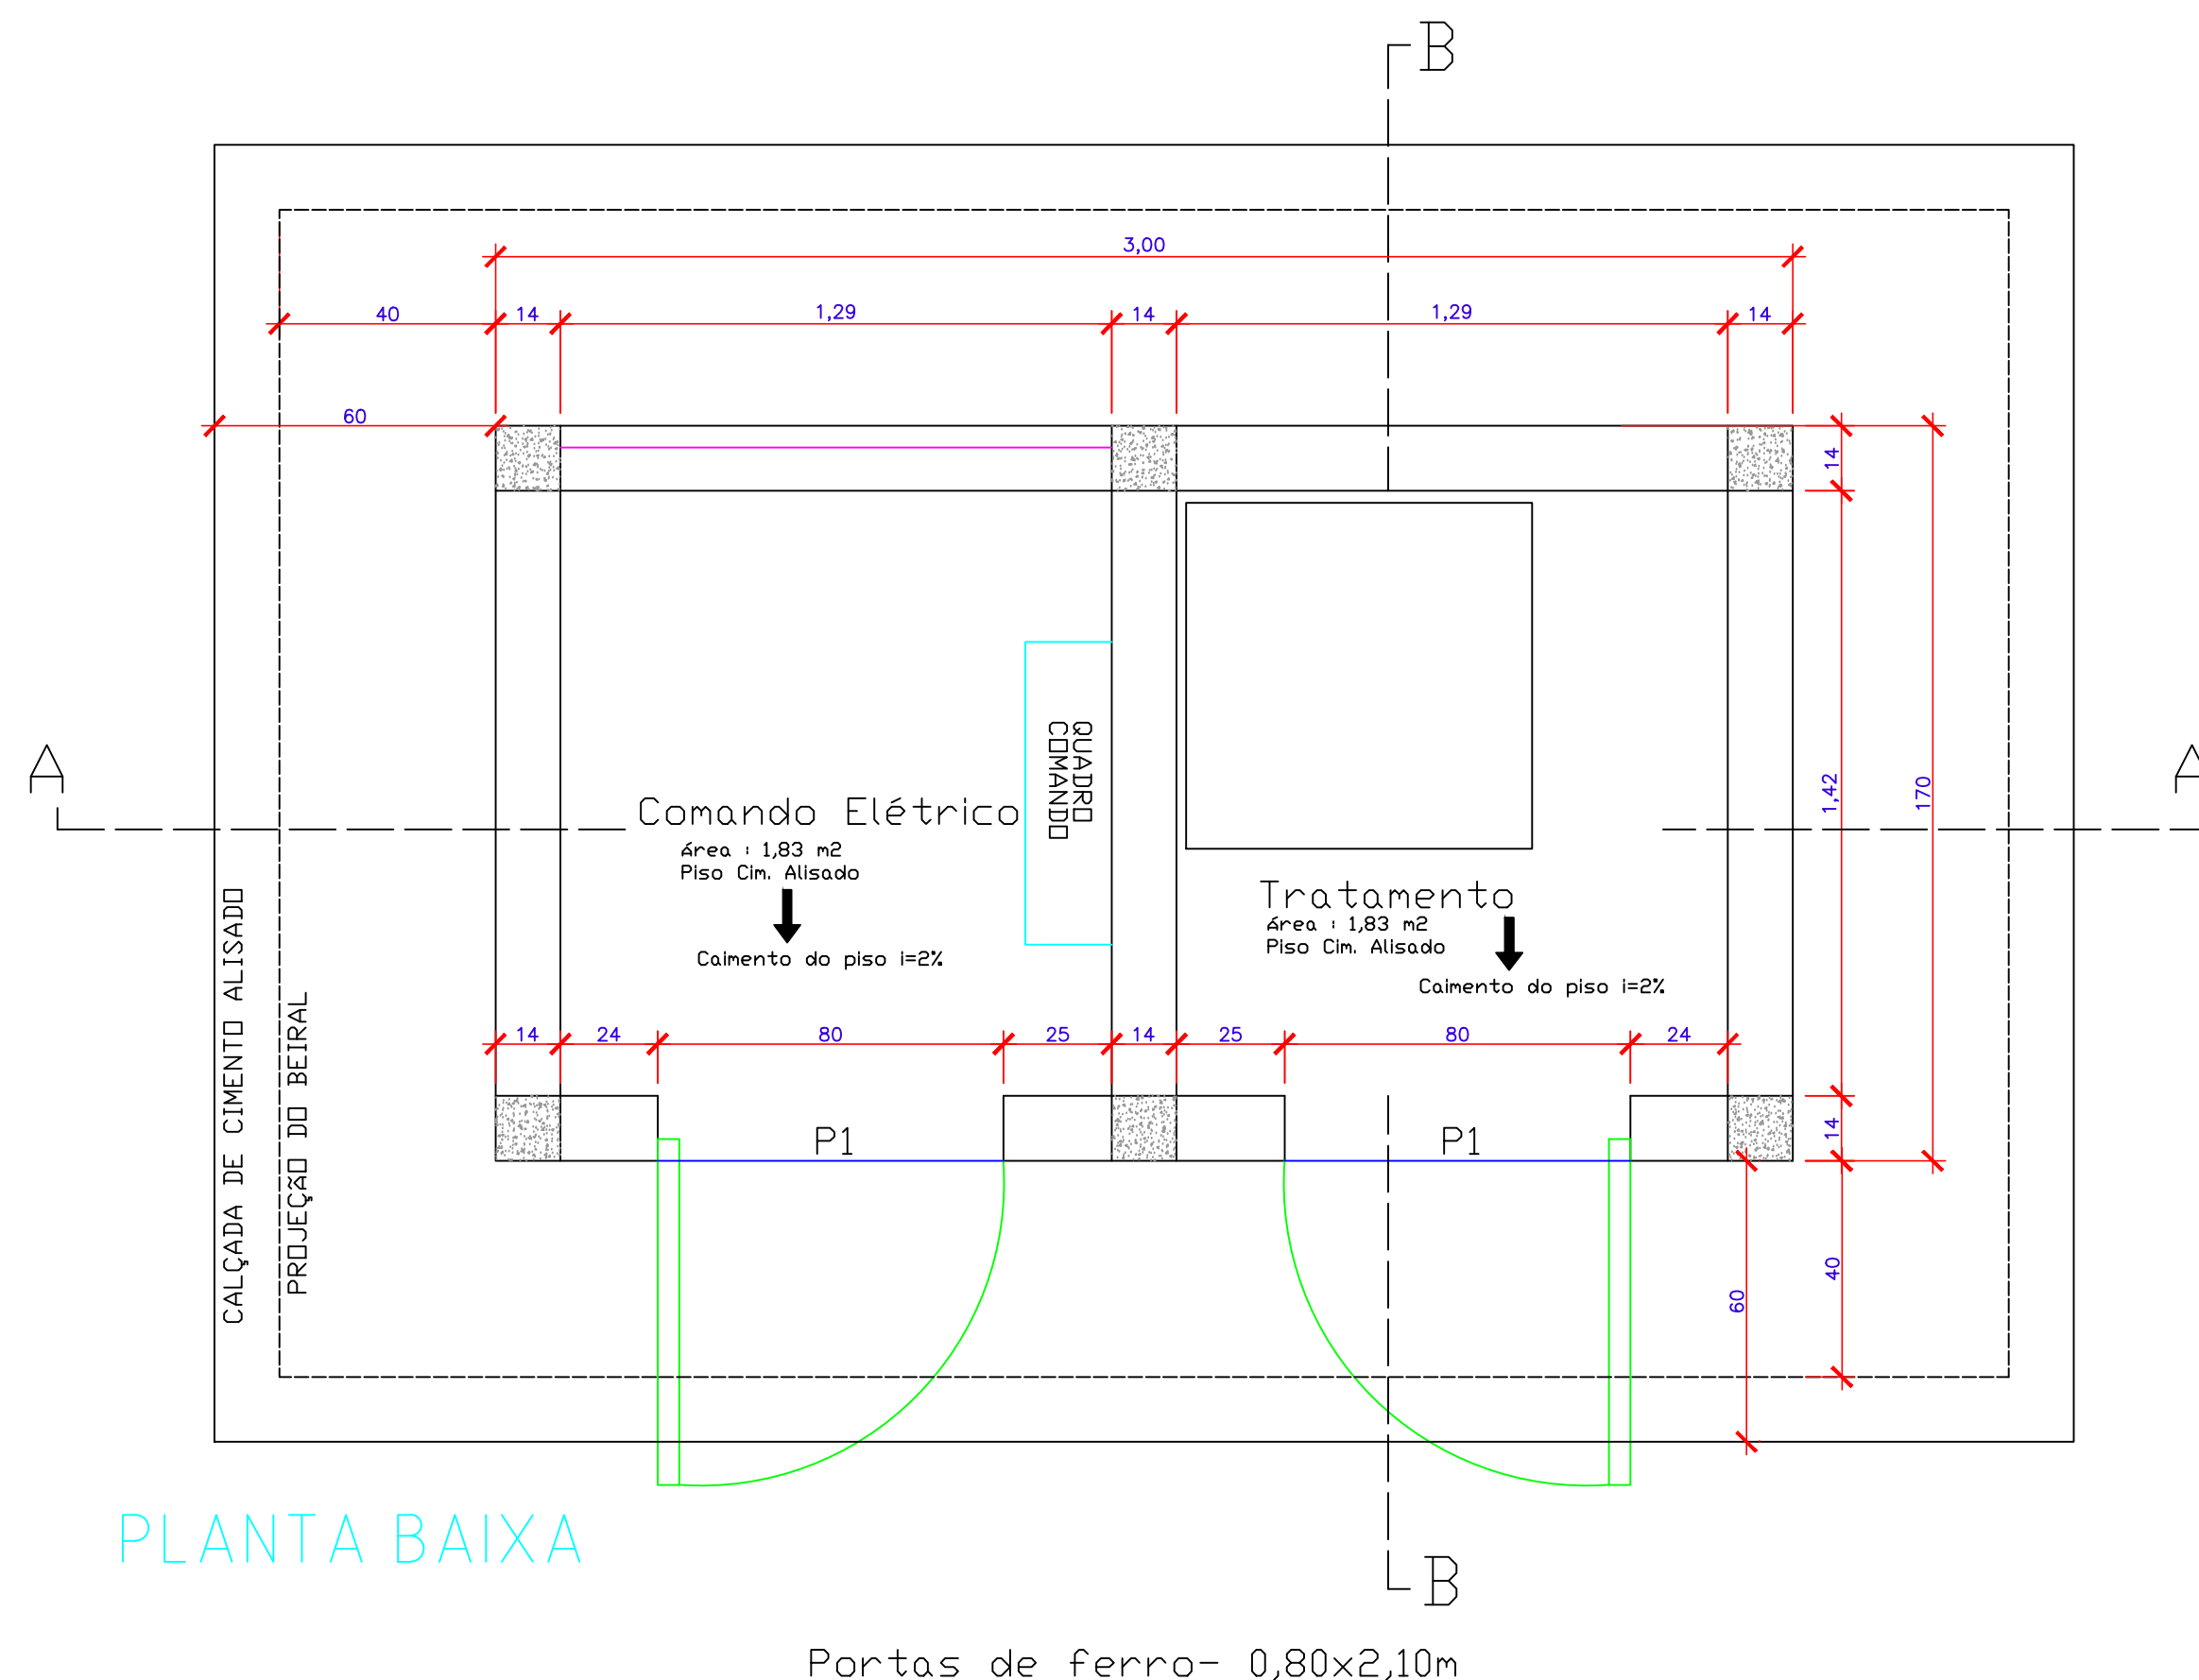 B
3,00
40
14
1,29
14
1,29
14
60
14
A
A
QUADRO
COMANDO
1,42
170
Comando Elétrico
Área : 1,83 m2
Piso Cim. Alisado
Caimento do piso i=2%
Tratamento
Área : 1,83 m2
Piso Cim. Alisado
Caimento do piso i=2%
CALÇADA DE CIMENTO ALISADO
PROJEÇÃO DO BEIRAL
14
24
80
25
14
25
80
24
P1
P1
14
40
60
PLANTA BAIXA
B
Portas de ferro- 0,80x2,10m